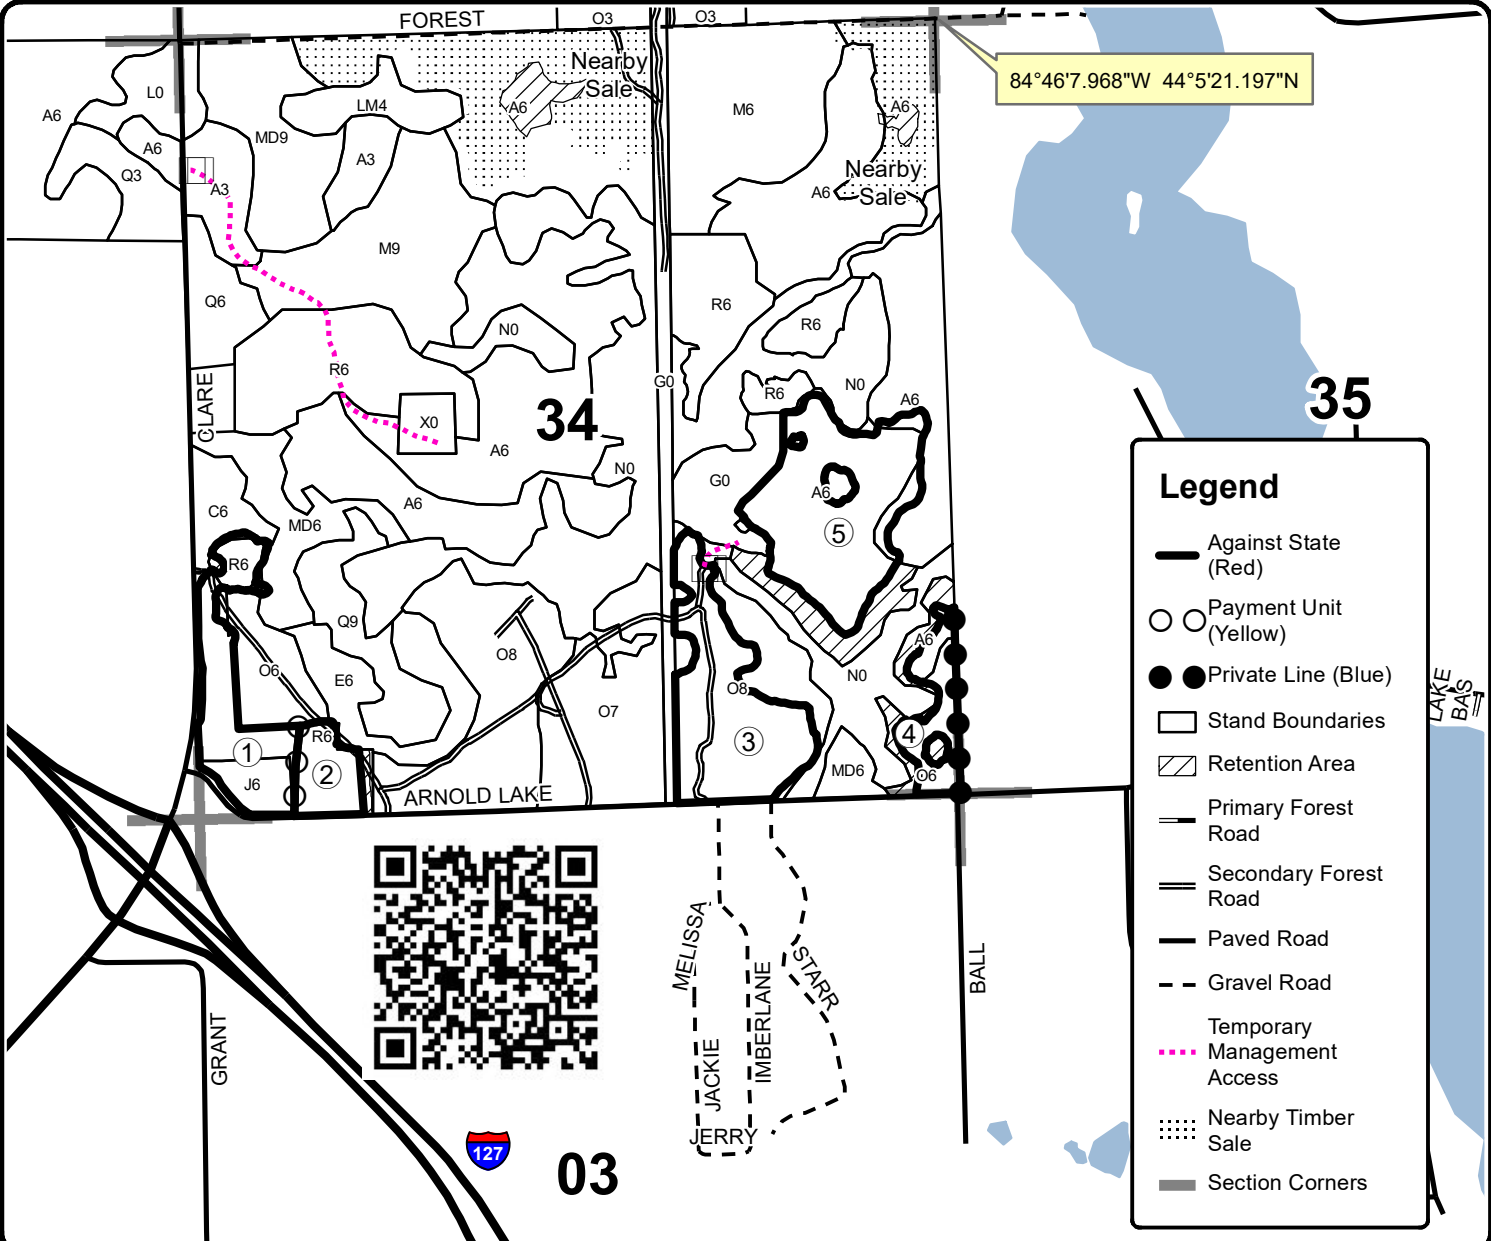 FOREST
O3
O3
Nearby
Sale
84°46'7.968"W 44°5'21.197"N
L0
A6
LM4
A6
M6
A6
MD9
A6
A3
Q3
A3
Nearby
Sale
A6
M9
Q6
R6
R6
N0
R6
G0
N0
R6
A6
CLARE
X0
34
35
A6
N0
G0
A6
A6
C6
MD6
5
R6
Q9
A6
O6
O8
N0
E6
O8
O7
R6
4
1
3
2
MD6
O6
J6
ARNOLD LAKE
LAKE
BAS
MELISSA
STARR
IMBERLANE
BALL
GRANT
JACKIE
JERRY
127
03
Legend
Against State
(Red)
Payment Unit
(Yellow)
Private Line (Blue)
Stand Boundaries
Retention Area
Primary Forest
Road
Secondary Forest
Road
Paved Road
Gravel Road
Temporary
Management
Access
Nearby Timber
Sale
Section Corners